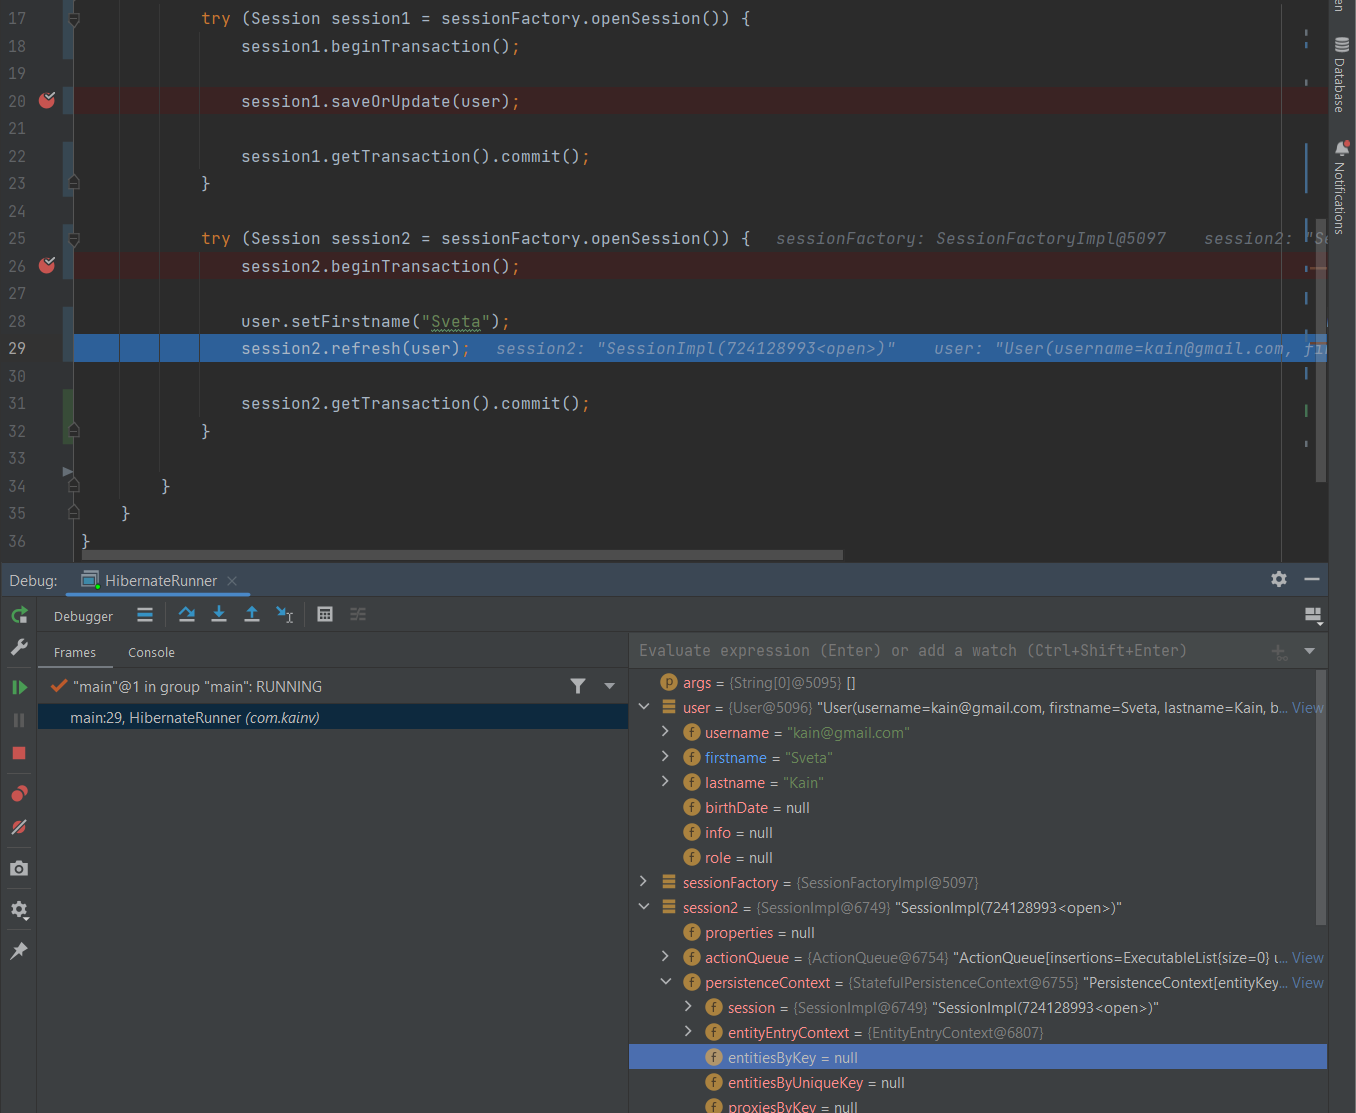 17 try (Session session1 = sessionFactory.openSession()) {
18 session1.beginTransaction();
19
20 session1.saveOrUpdate(user);
21
22 session1.getTransaction().commit();
23 }
24
25 try (Session session2 = sessionFactory.openSession()) { sessionFactory: SessionFactoryImpl@5097 session2: "Se
26 session2.beginTransaction();
27
28 user.setFirstname("Sveta");
29 session2.refresh(user); session2: "SessionImpl(724128993<open>)" user: "User(username=kain@gmail.com, fir
30
31 session2.getTransaction().commit();
32 }
33
34 }
35 }
36 }
en
Database
Notifications
Debug: HibernateRunner
Debugger
Frames Console
"main"@1 in group "main": RUNNING
main:29, HibernateRunner (com.kainv)
Evaluate expression (Enter) or add a watch (Ctrl+Shift+Enter)
p args = {String[0]@5095} []
user = {User@5096} "User(username=kain@gmail.com, firstname=Sveta, lastname=Kain, b... View
f username = "kain@gmail.com"
f firstname = "Sveta"
f lastname = "Kain"
f birthDate = null
f info = null
f role = null
sessionFactory = {SessionFactoryImpl@5097}
session2 = {SessionImpl@6749} "SessionImpl(724128993<open>)"
f properties = null
f actionQueue = {ActionQueue@6754} "ActionQueue[insertions=ExecutableList{size=0} u... View
f persistenceContext = {StatefulPersistenceContext@6755} "PersistenceContext[entityKey... View
f session = {SessionImpl@6749} "SessionImpl(724128993<open>)"
f entityEntryContext = {EntityEntryContext@6807}
f entitiesByKey = null
f entitiesByUniqueKey = null
f proxiesByKey = null